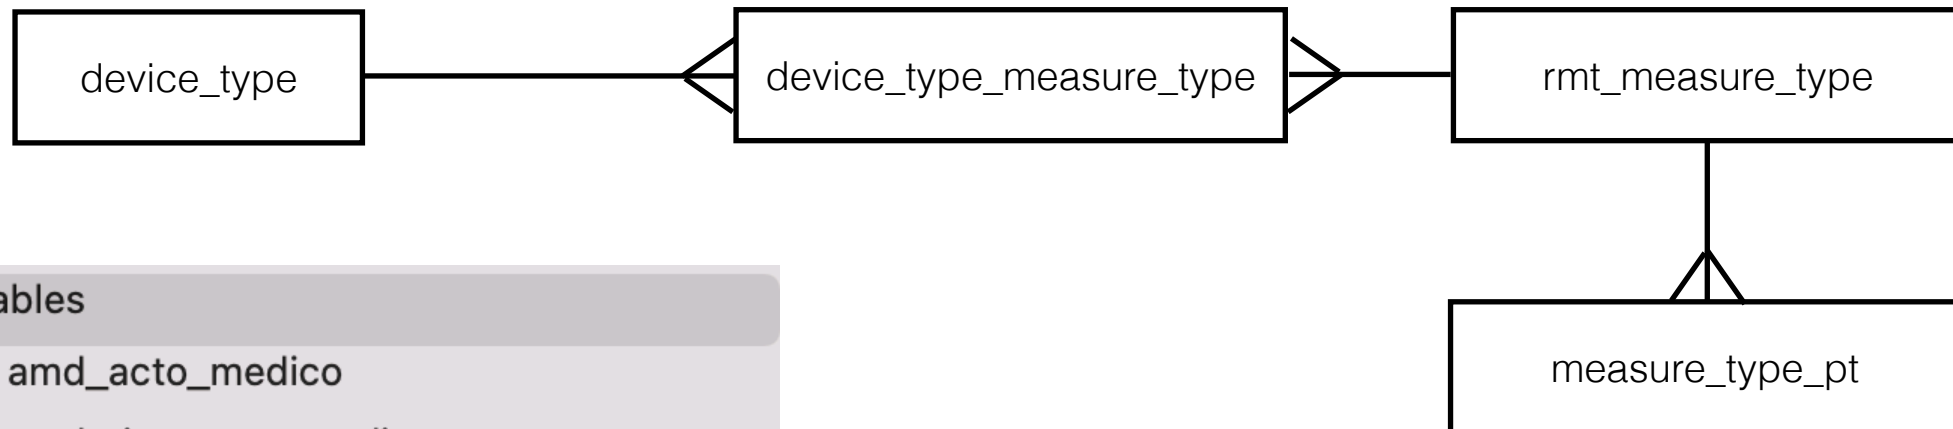 device_type
device_type_measure_type
rmt_measure_type
measure_type_pt
ables
amd_acto_medico